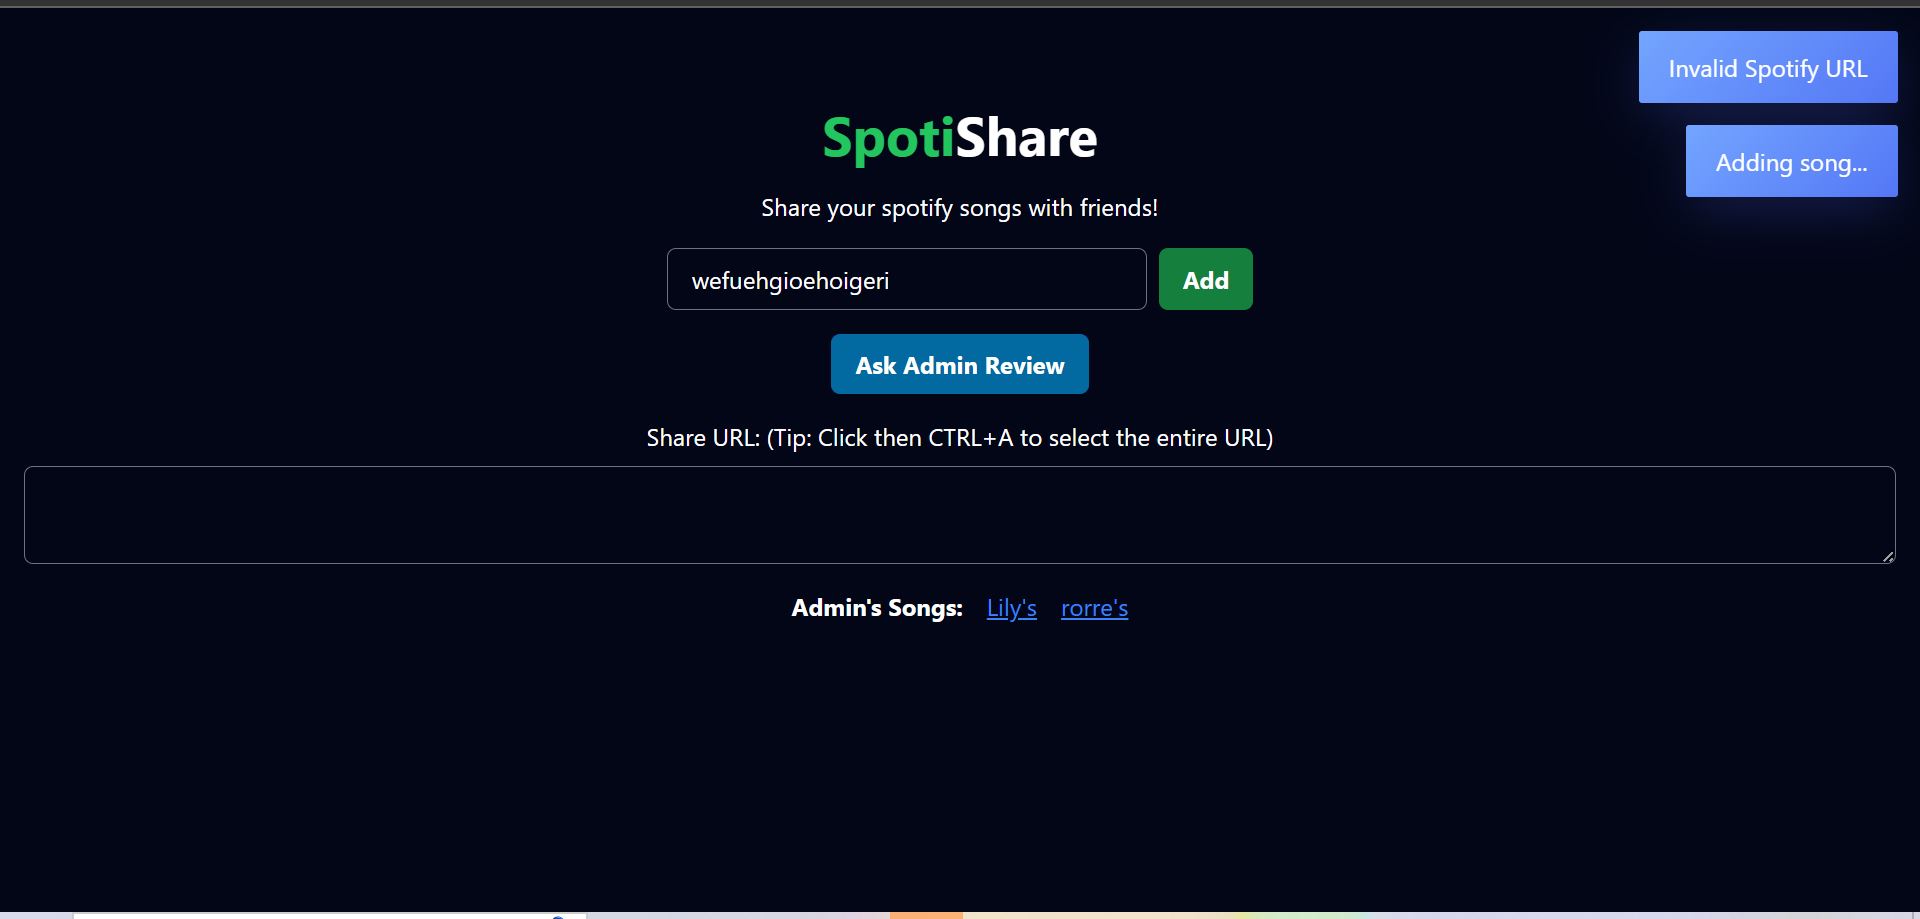 Invalid Spotify URL
Adding song...
SpotiShare
Share your spotify songs with friends!
wefuehgioehoigeri
Add
Ask Admin Review
Share URL: (Tip: Click then CTRL+A to select the entire URL)
Admin's Songs: Lily's rorre's